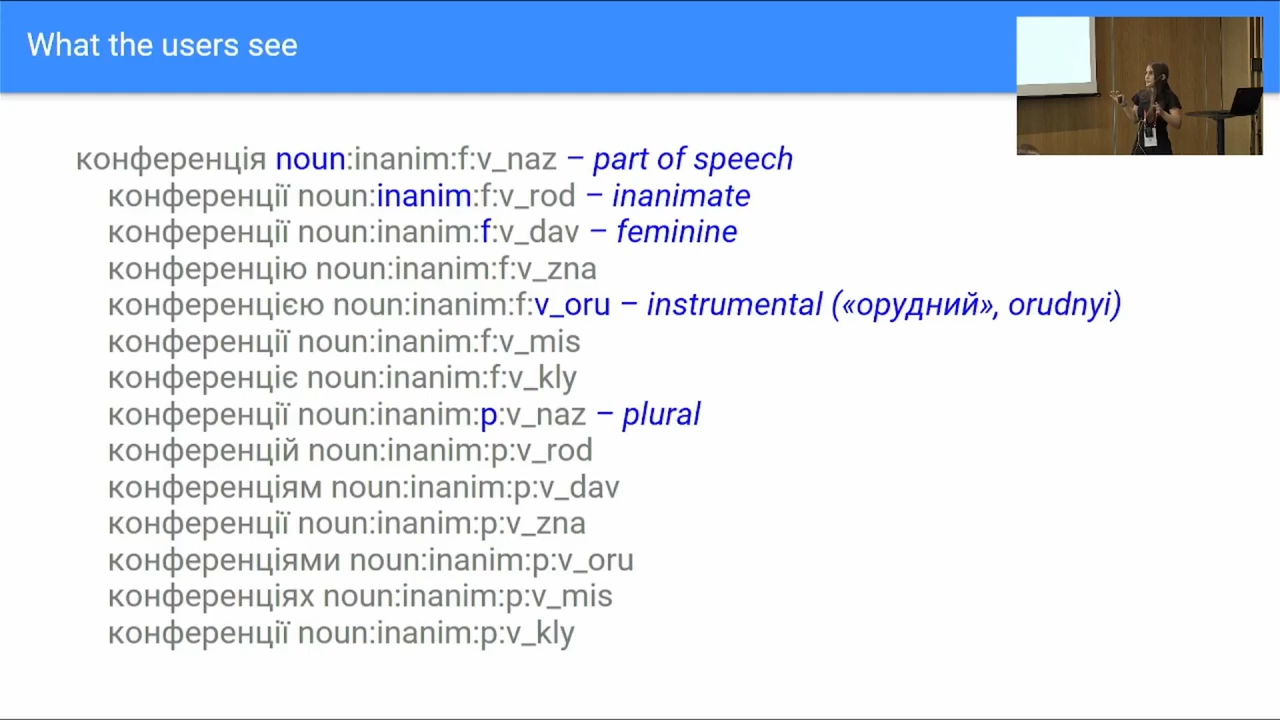 What the users see
конференція noun:inanim:f:v_naz – part of speech
конференції noun:inanim:f:v_rod – inanimate
конференції noun:inanim:f:v_dav – feminine
конференцію noun:inanim:f:v_zna
конференцією noun:inanim:f:v_oru – instrumental («орудний», orudnyi)
конференції noun:inanim:f:v_mis
конференціє noun:inanim:f:v_kly
конференції noun:inanim:p:v_naz – plural
конференцій noun:inanim:p:v_rod
конференціям noun:inanim:p:v_dav
конференції noun:inanim:p:v_zna
конференціями noun:inanim:p:v_oru
конференціях noun:inanim:p:v_mis
конференції noun:inanim:p:v_kly